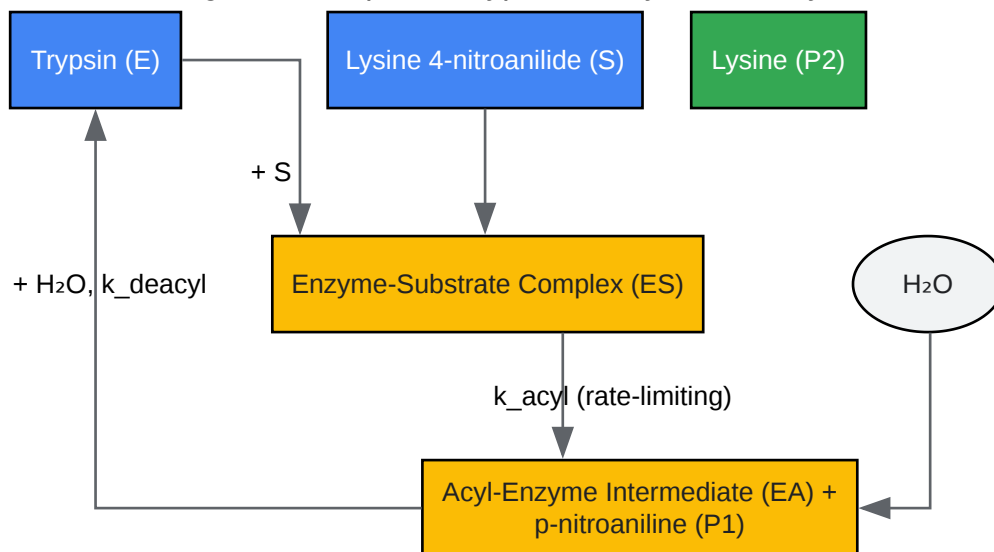 Trypsin (E)
Lysine 4-nitroanilide (S)
Lysine (P2)
+ S
+ H₂O, k_deacyl
Enzyme-Substrate Complex (ES)
H₂O
k_acyl (rate-limiting)
Acyl-Enzyme Intermediate (EA) +
p-nitroaniline (P1)